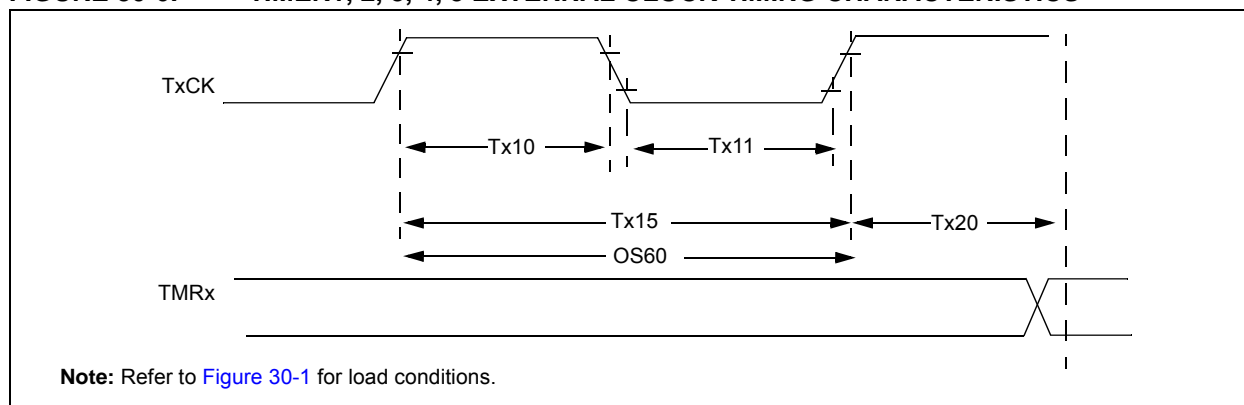 TxCK
Tx10
Tx11
Tx15
Tx20
OS60
TMRx
Note: Refer to Figure 30-1 for load conditions.